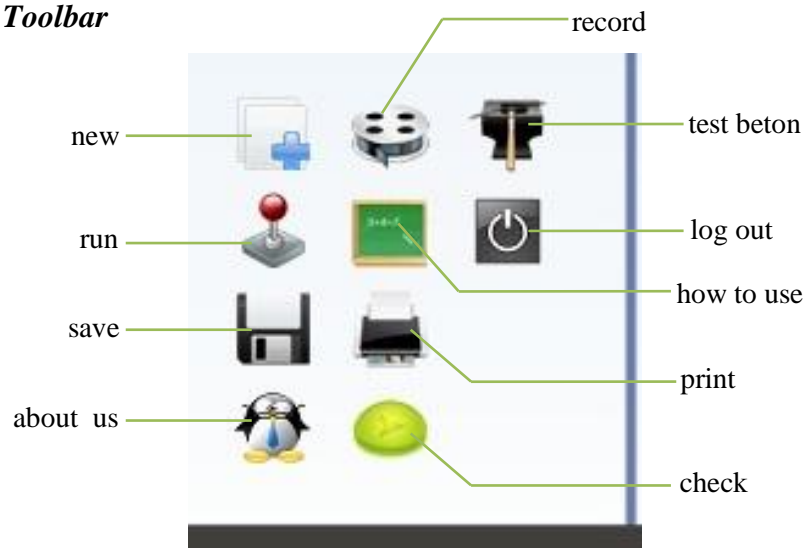 Toolbar
record
new
test beton
run
log out
how to use
save
print
about us
check